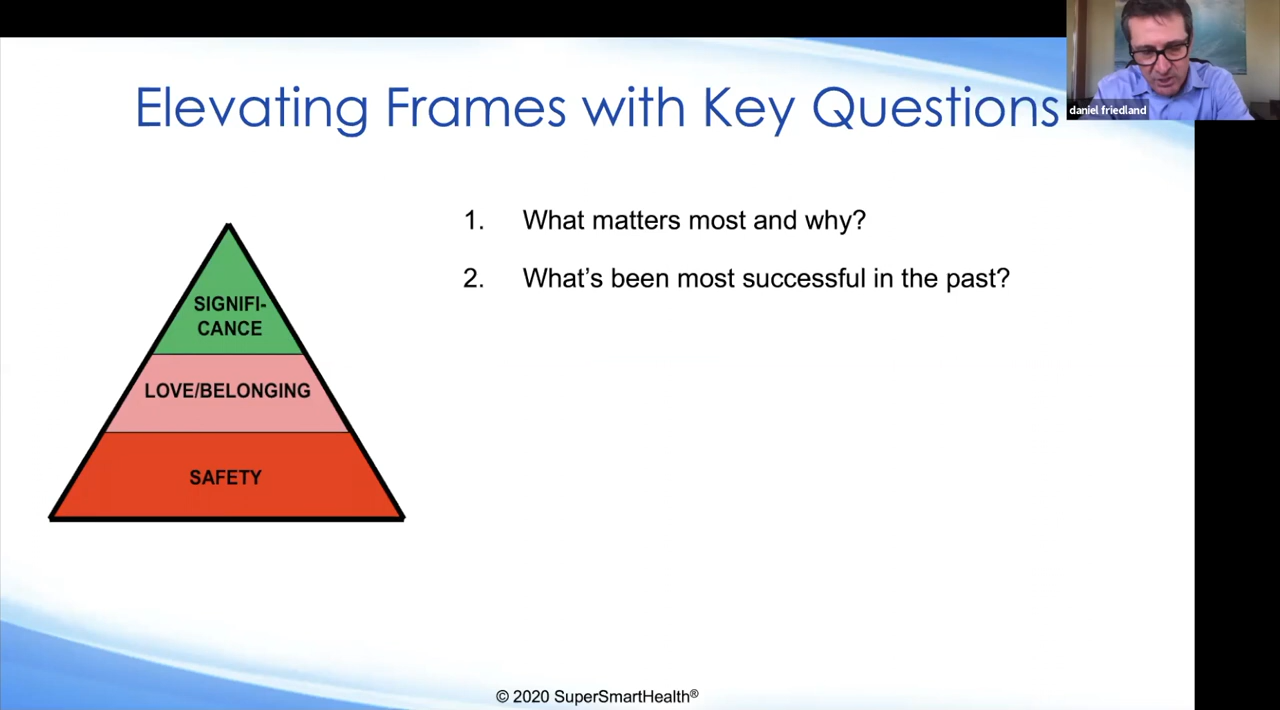 Elevating Frames with Key Questions
daniel friedland
1. What matters most and why?
2. What’s been most successful in the past?
SIGNIFI-
CANCE
LOVE/BELONGING
SAFETY
© 2020 SuperSmartHealth®